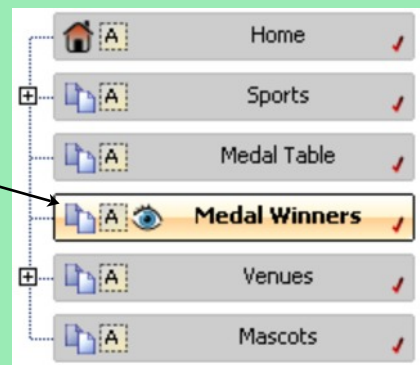 A Home
A Sports
A Medal Table
A Medal Winners
A Venues
A Mascots